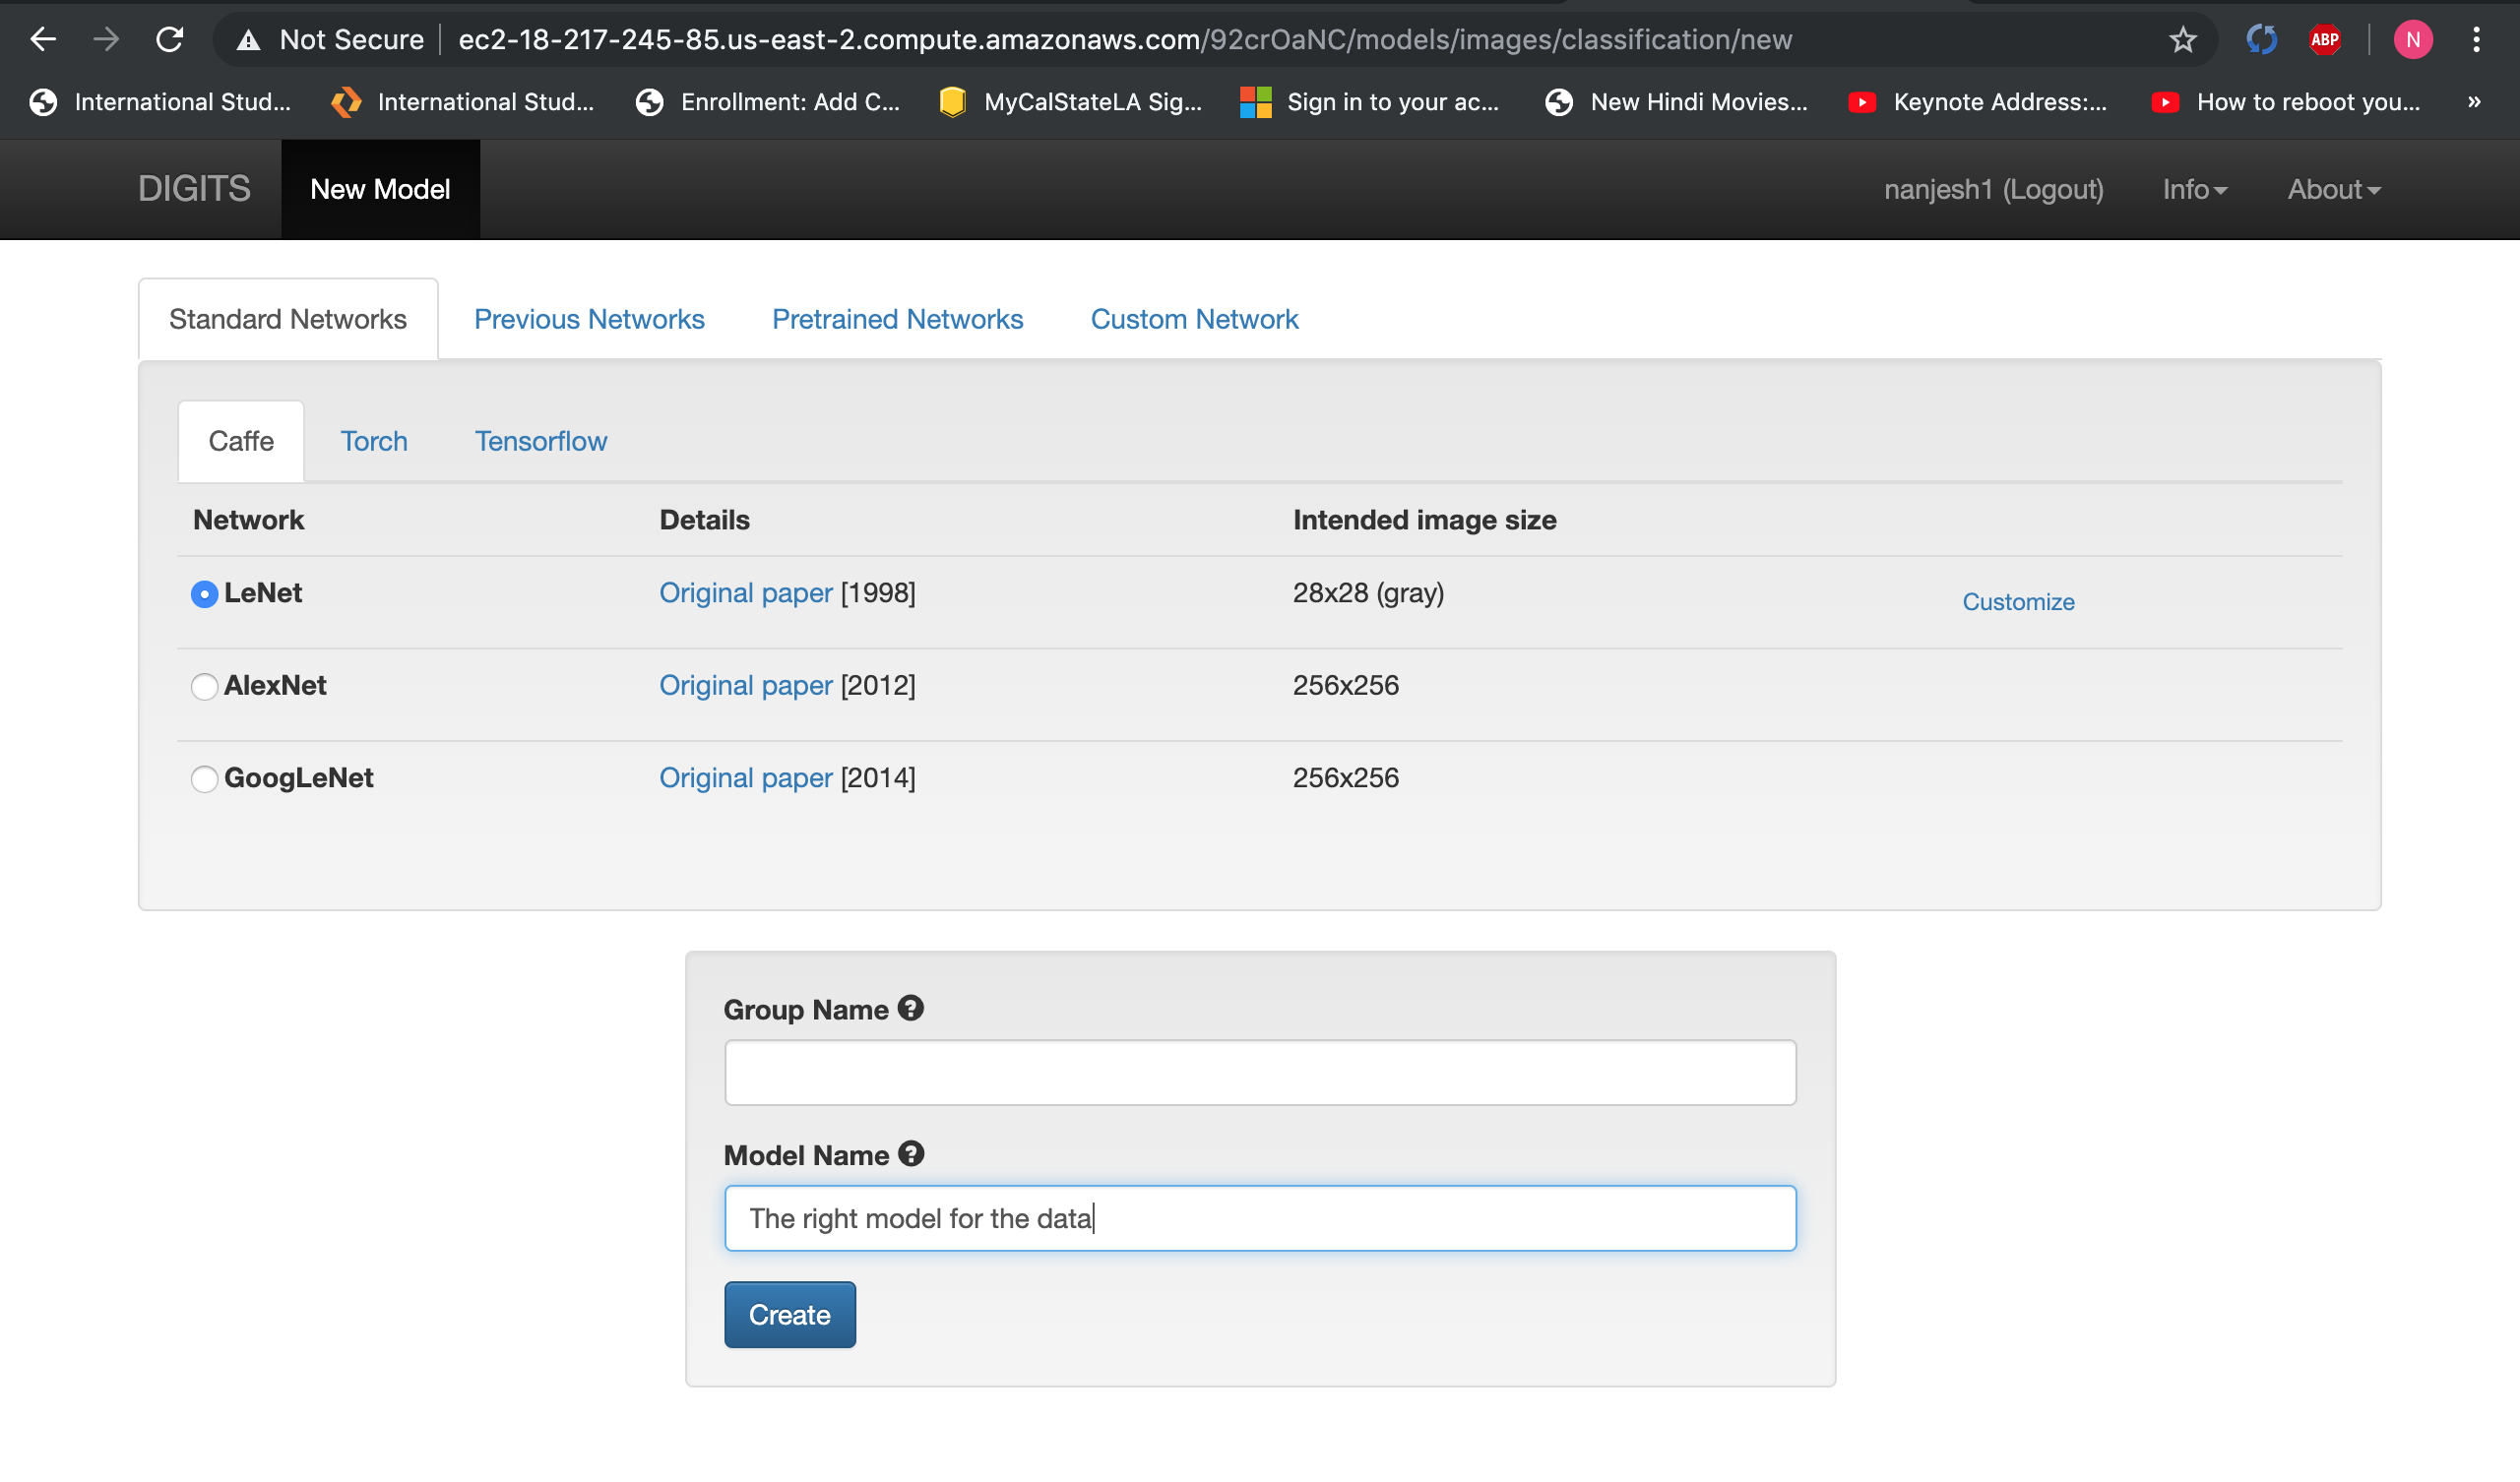 Not Secure ec2-18-217-245-85.us-east-2.compute.amazonaws.com/92crOaNC/models/images/classification/new ABP N
International Stud... International Stud... Enrollment: Add C... MyCalStateLA Sig... Sign in to your ac... New Hindi Movies... Keynote Address:... How to reboot you... »
DIGITS New Model nanjesh1 (Logout) Info About
Standard Networks Previous Networks Pretrained Networks Custom Network
Caffe Torch Tensorflow
Network Details Intended image size
LeNet Original paper [1998] 28x28 (gray) Customize
AlexNet Original paper [2012] 256x256
GoogLeNet Original paper [2014] 256x256
Group Name ?
Model Name ?
The right model for the data
Create